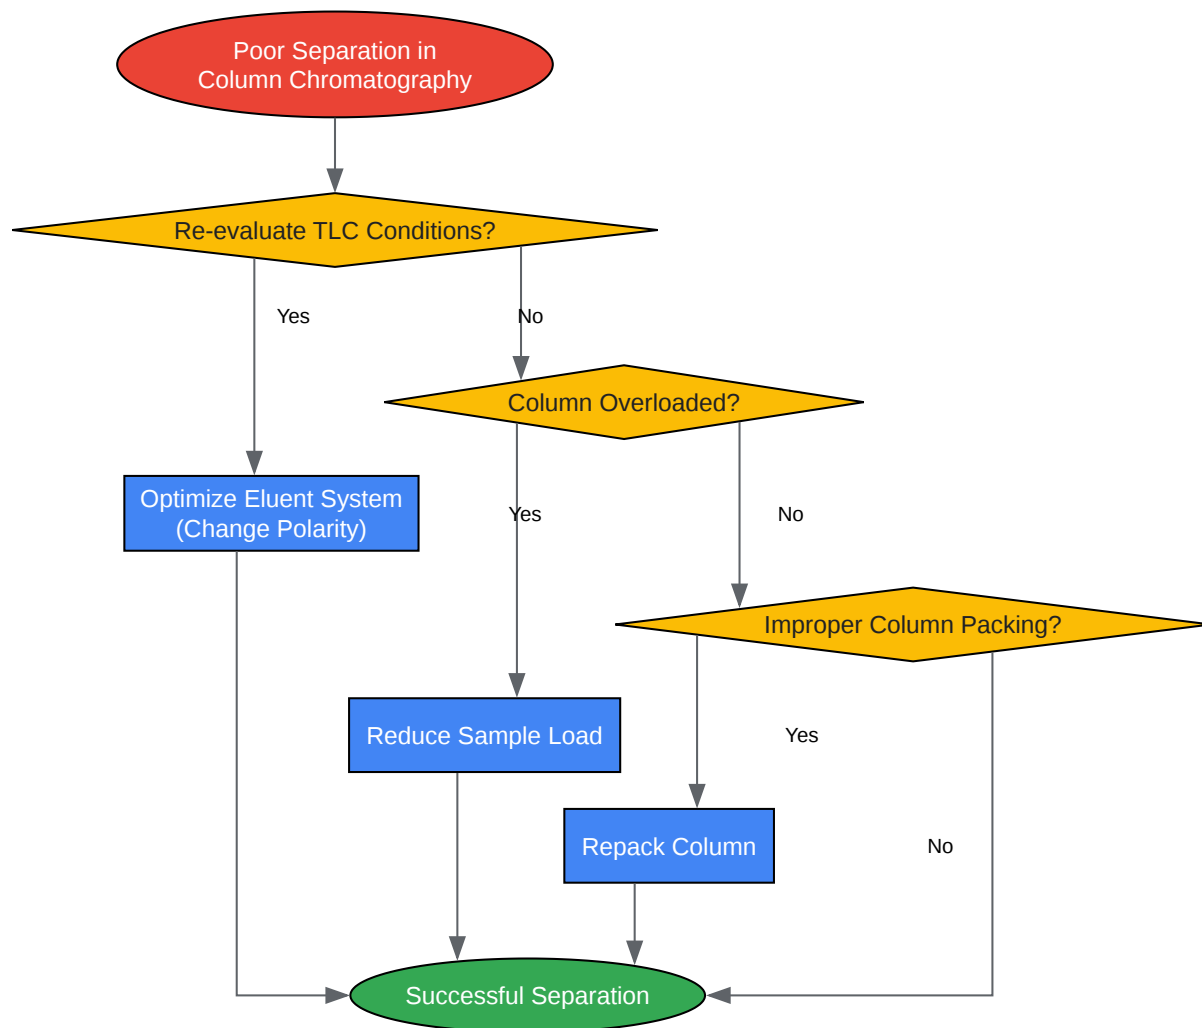 Poor Separation in
Column Chromatography
Re-evaluate TLC Conditions?
Yes
No
Column Overloaded?
Optimize Eluent System
(Change Polarity)
Yes
No
Improper Column Packing?
Reduce Sample Load
Yes
Repack Column
No
Successful Separation